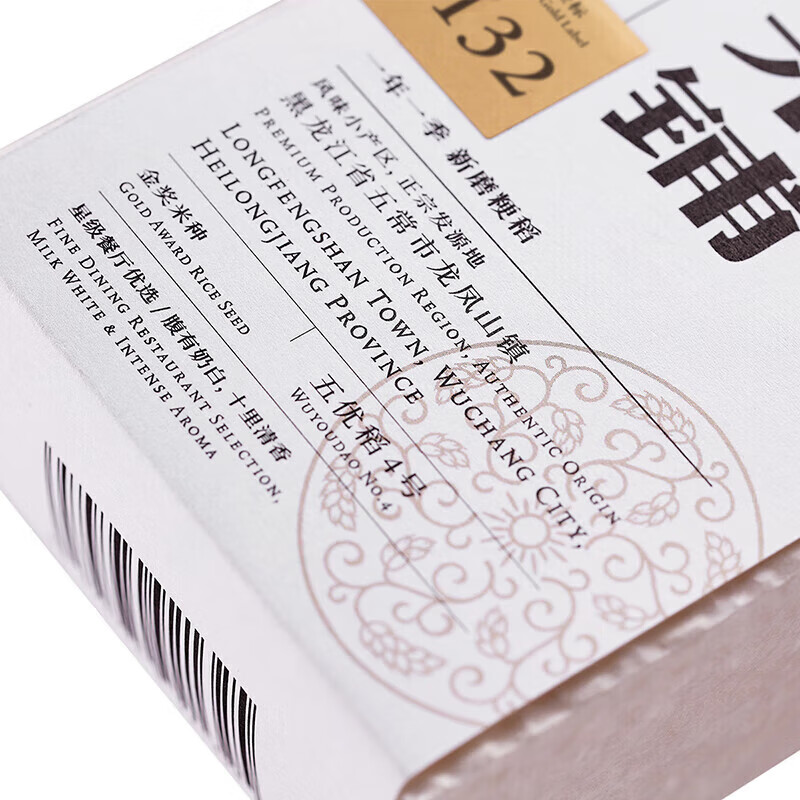 Gold Label
132
铺
一年一季 新磨粳稻
风味小产区，正宗发源地
黑龙江省五常市龙凤山镇
PREMIUM PRODUCTION REGION, AUTHENTIC ORIGIN
LONGFENGSHAN TOWN, WUCHANG CITY,
HEILONGJIANG PROVINCE
金奖米种
GOLD AWARD RICE SEED
五优稻4号
WUYOUDAO NO.4
星级餐厅优选 / 腹有奶白，十里清香
FINE DINING RESTAURANT SELECTION,
MILK WHITE & INTENSE AROMA